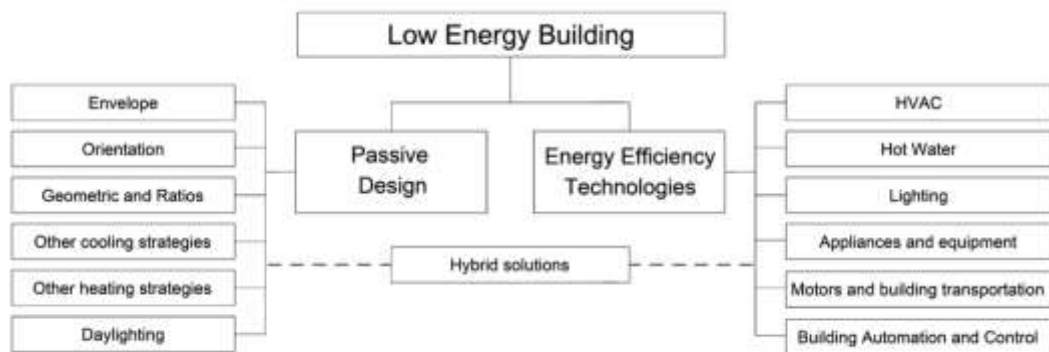 Low Energy Building
Envelope
Orientation
Geometric and Ratios
Other cooling strategies
Other heating strategies
Daylighting
Passive
Design
Energy Efficiency
Technologies
Hybrid solutions
HVAC
Hot Water
Lighting
Appliances and equipment
Motors and building transportation
Building Automation and Control